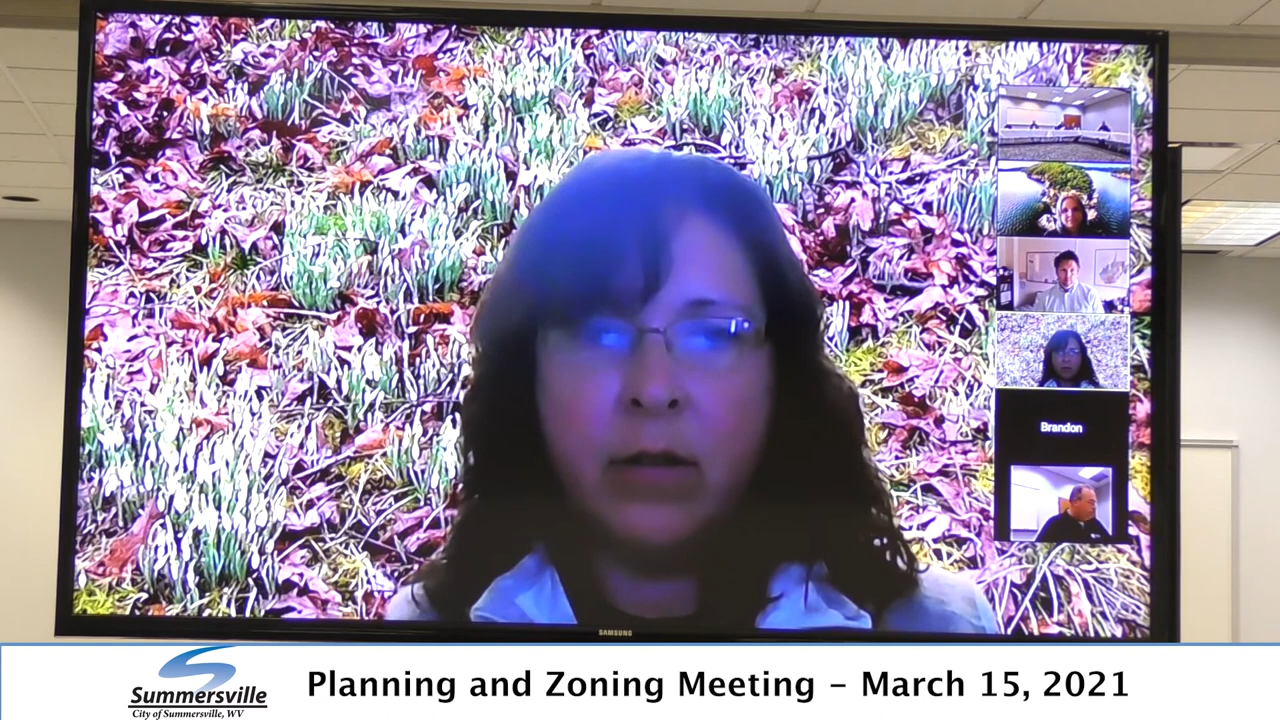 Brandon
SAMSUNG
Summersville
City of Summersville, WV
Planning and Zoning Meeting – March 15, 2021